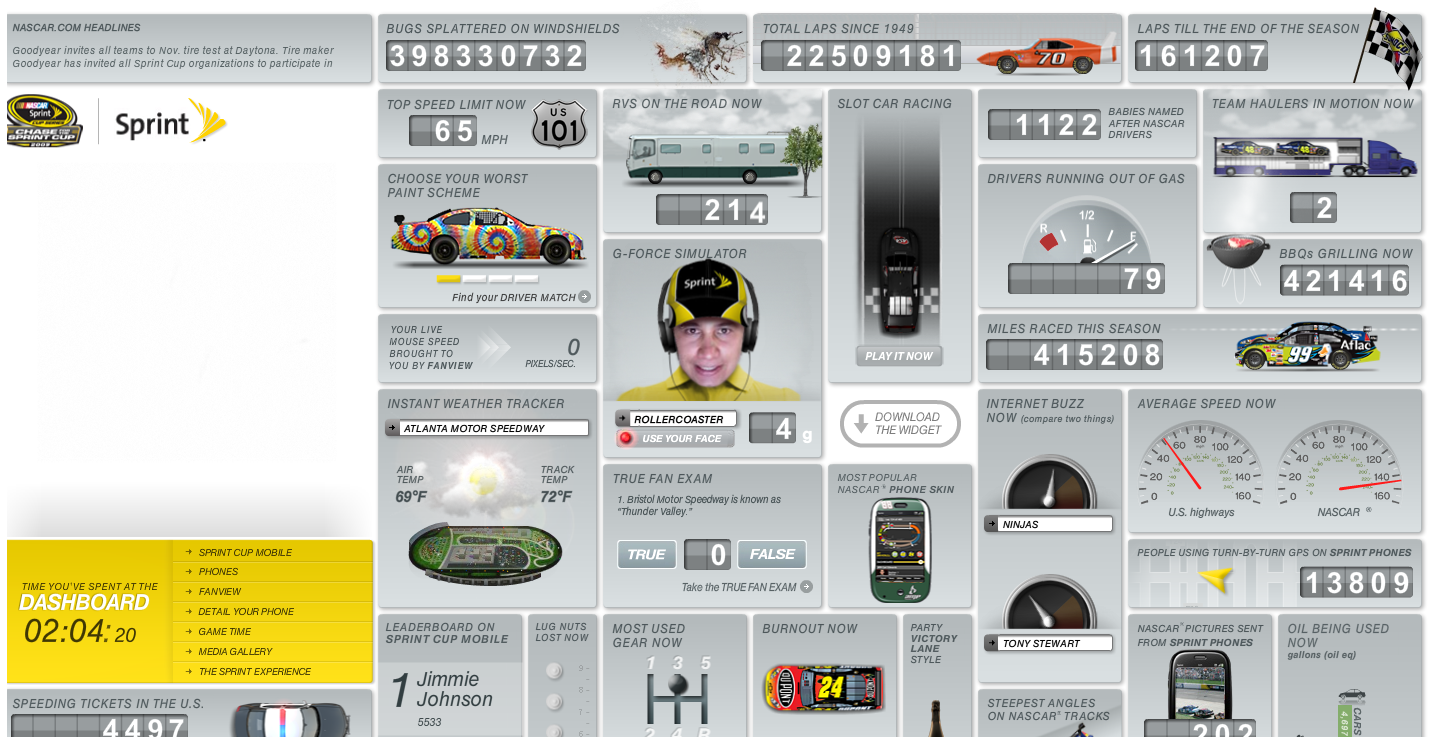 NASCAR.COM HEADLINES
Goodyear invites all teams to Nov. tire test at Daytona. Tire maker
Goodyear has invited all Sprint Cup organizations to participate in
BUGS SPLATTERED ON WINDSHIELDS
398330732
TOTAL LAPS SINCE 1949
22509181
70
LAPS TILL THE END OF THE SEASON
161207
SUNOCO
NASCAR
Sprint
CUP SERIES
CHASE FOR THE
SPRINT CUP
2009
Sprint
TOP SPEED LIMIT NOW
65 MPH
US
101
RVS ON THE ROAD NOW
214
SLOT CAR RACING
PLAY IT NOW
1122
BABIES NAMED
AFTER NASCAR
DRIVERS
TEAM HAULERS IN MOTION NOW
48 48
2
CHOOSE YOUR WORST
PAINT SCHEME
Find your DRIVER MATCH
DRIVERS RUNNING OUT OF GAS
R 1/2 F
79
G-FORCE SIMULATOR
Sprint
ROLLERCOASTER
USE YOUR FACE
4 g
BBQs GRILLING NOW
421416
YOUR LIVE
MOUSE SPEED
BROUGHT TO
YOU BY FANVIEW
0
PIXELS/SEC.
MILES RACED THIS SEASON
415208
99 Aflac
INSTANT WEATHER TRACKER
ATLANTA MOTOR SPEEDWAY
AIR
TEMP
69°F
TRACK
TEMP
72°F
DOWNLOAD
THE WIDGET
INTERNET BUZZ
NOW (compare two things)
NINJAS
TONY STEWART
AVERAGE SPEED NOW
0 20 40 60 80 100 120 140 160
U.S. highways
0 20 40 60 80 100 120 140 160
NASCAR ®
TRUE FAN EXAM
1. Bristol Motor Speedway is known as
"Thunder Valley."
TRUE 0 FALSE
Take the TRUE FAN EXAM
MOST POPULAR
NASCAR® PHONE SKIN
PEOPLE USING TURN-BY-TURN GPS ON SPRINT PHONES
13809
TIME YOU'VE SPENT AT THE
DASHBOARD
02:04:20
SPRINT CUP MOBILE
PHONES
FANVIEW
DETAIL YOUR PHONE
GAME TIME
MEDIA GALLERY
THE SPRINT EXPERIENCE
SPEEDING TICKETS IN THE U.S.
4497
LEADERBOARD ON
SPRINT CUP MOBILE
1 Jimmie
Johnson
5533
LUG NUTS
LOST NOW
9
8
7
6
MOST USED
GEAR NOW
1 3 5
2 4 R
BURNOUT NOW
24
DUPONT
PARTY
VICTORY
LANE
STYLE
STEEPEST ANGLES
ON NASCAR® TRACKS
NASCAR® PICTURES SENT
FROM SPRINT PHONES
202
OIL BEING USED
NOW
gallons (oil eq)
CARS
4,697